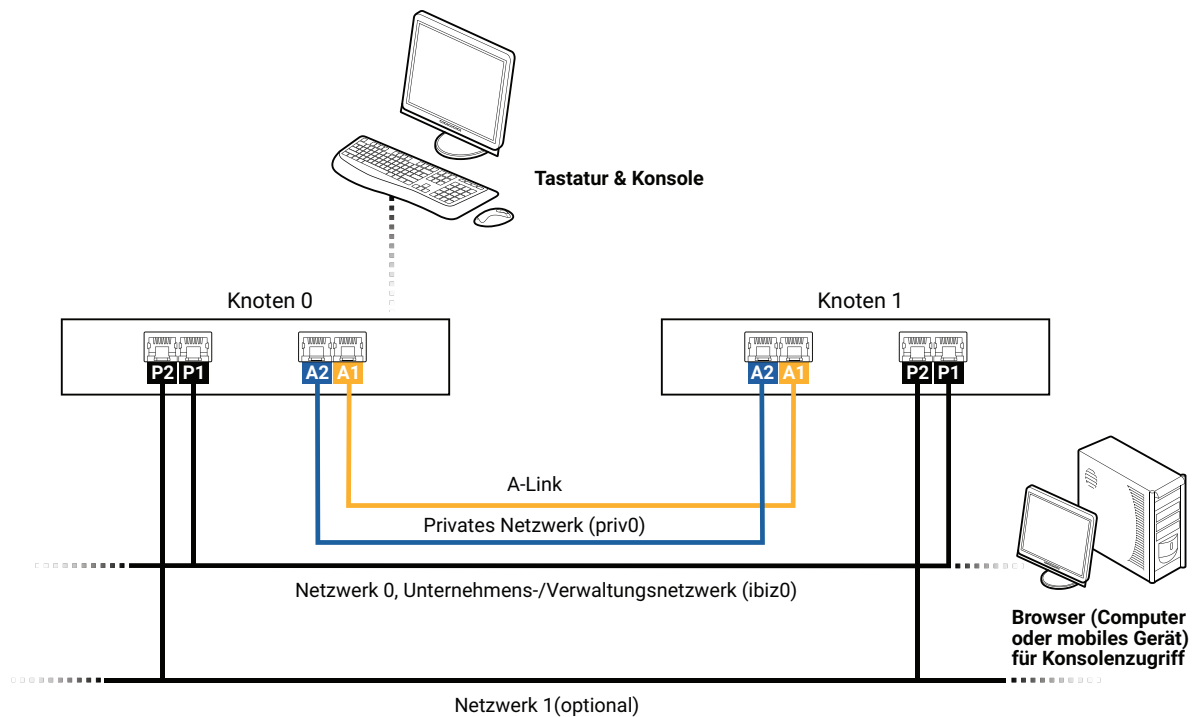 Tastatur & Konsole
Knoten 0
Knoten 1
P2 P1 A2 A1
A2 A1 P2 P1
A-Link
Privates Netzwerk (priv0)
Netzwerk 0, Unternehmens-/Verwaltungsnetzwerk (ibiz0)
Browser (Computer
oder mobiles Gerät)
für Konsolenzugriff
Netzwerk 1(optional)